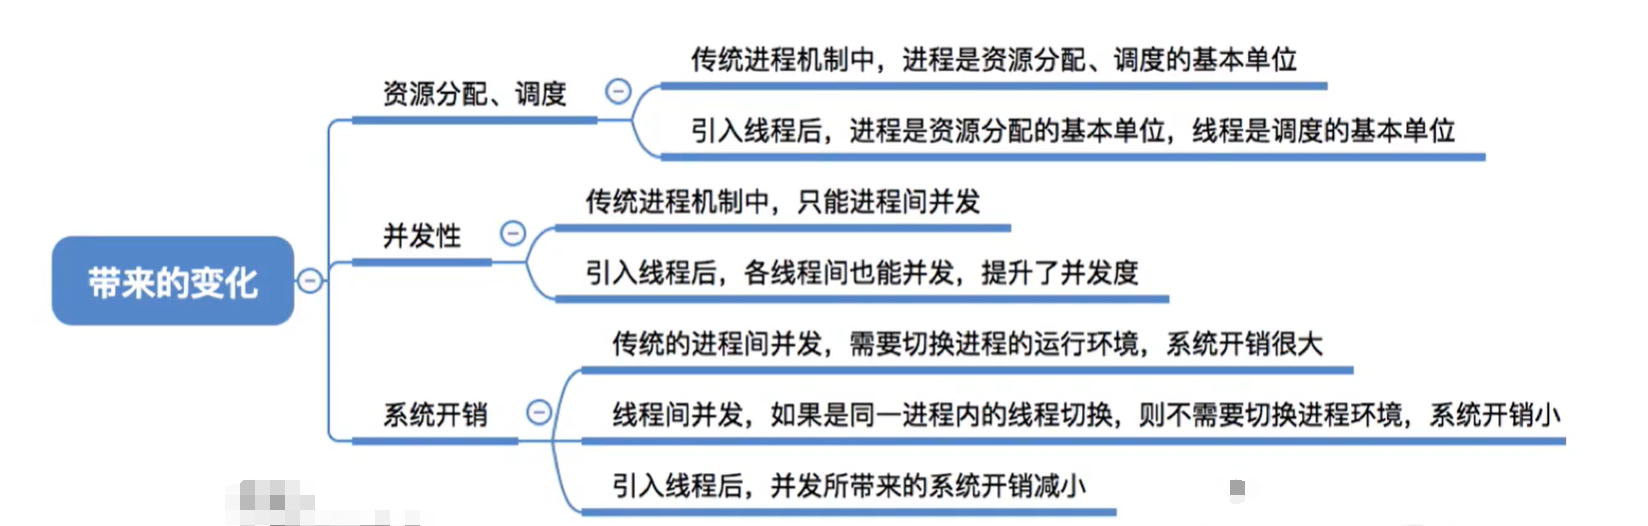 传统进程机制中，进程是资源分配、调度的基本单位
资源分配、调度
引入线程后，进程是资源分配的基本单位，线程是调度的基本单位
传统进程机制中，只能进程间并发
并发性
引入线程后，各线程间也能并发，提升了并发度
带来的变化
传统的进程间并发，需要切换进程的运行环境，系统开销很大
系统开销
线程间并发，如果是同一进程内的线程切换，则不需要切换进程环境，系统开销小
引入线程后，并发所带来的系统开销减小